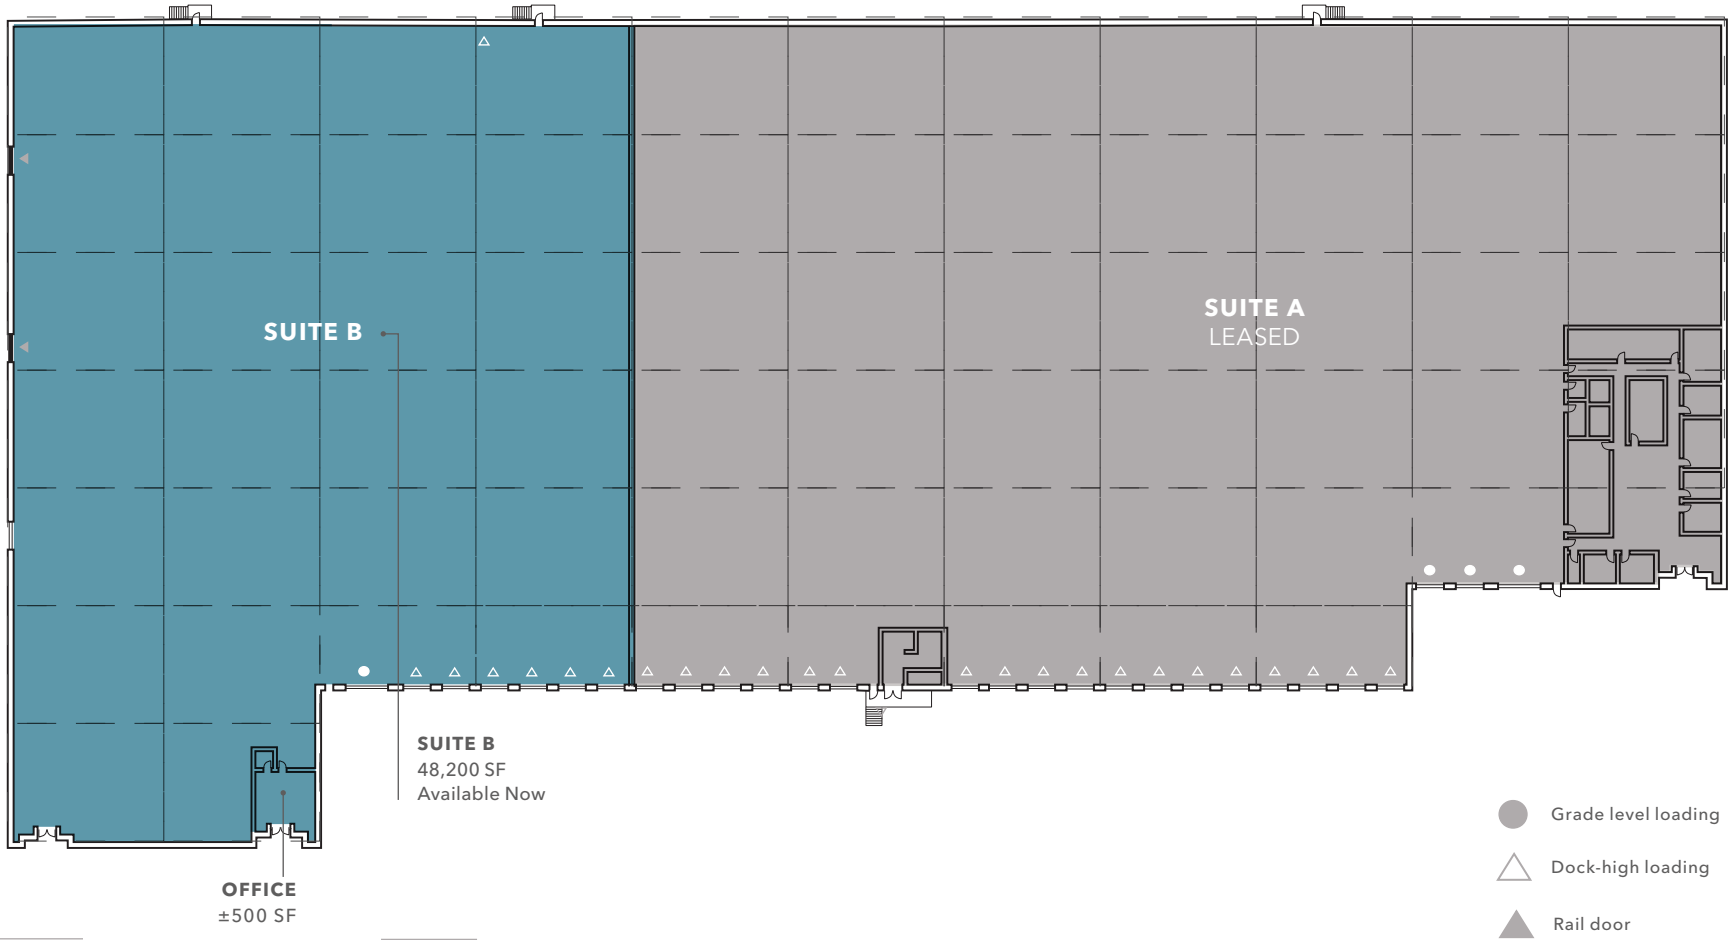 SUITE A
LEASED
SUITE B
SUITE B
48,200 SF
Available Now
OFFICE
±500 SF
Grade level loading
Dock-high loading
Rail door